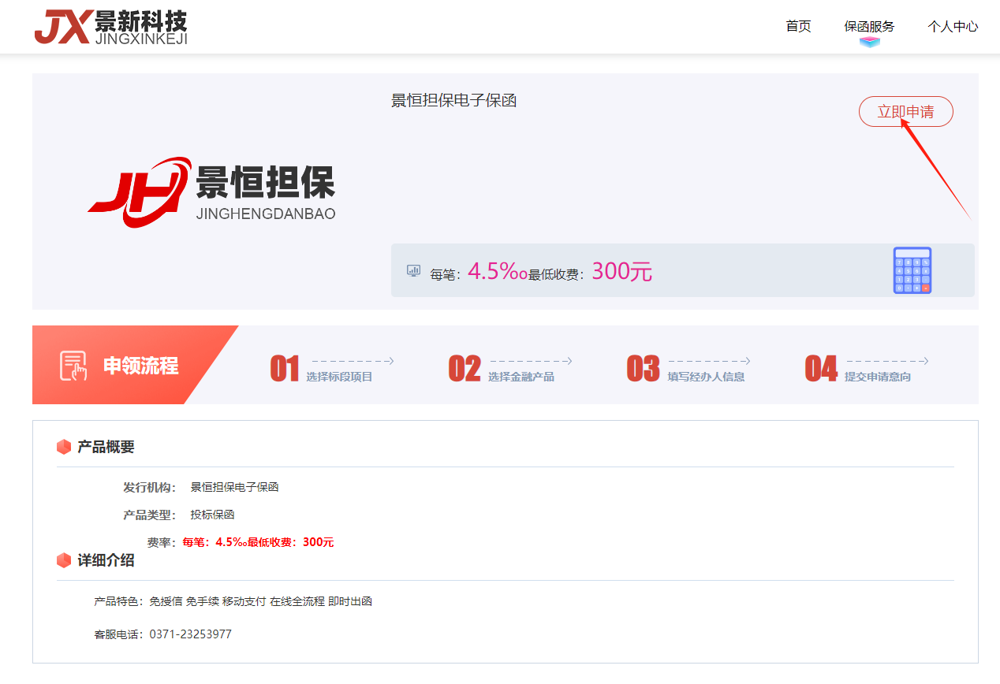 JX 景新科技
JINGXINKEJI
首页 保函服务 个人中心
景恒担保电子保函
立即申请
JH 景恒担保
JINGHENGDANBAO
每笔：4.5‰最低收费：300元
申领流程
01 选择标段项目
02 选择金融产品
03 填写经办人信息
04 提交申请意向
产品概要
发行机构： 景恒担保电子保函
产品类型： 投标保函
费率：每笔：4.5‰最低收费：300元
详细介绍
产品特色：免授信 免手续 移动支付 在线全流程 即时出函
客服电话：0371-23253977